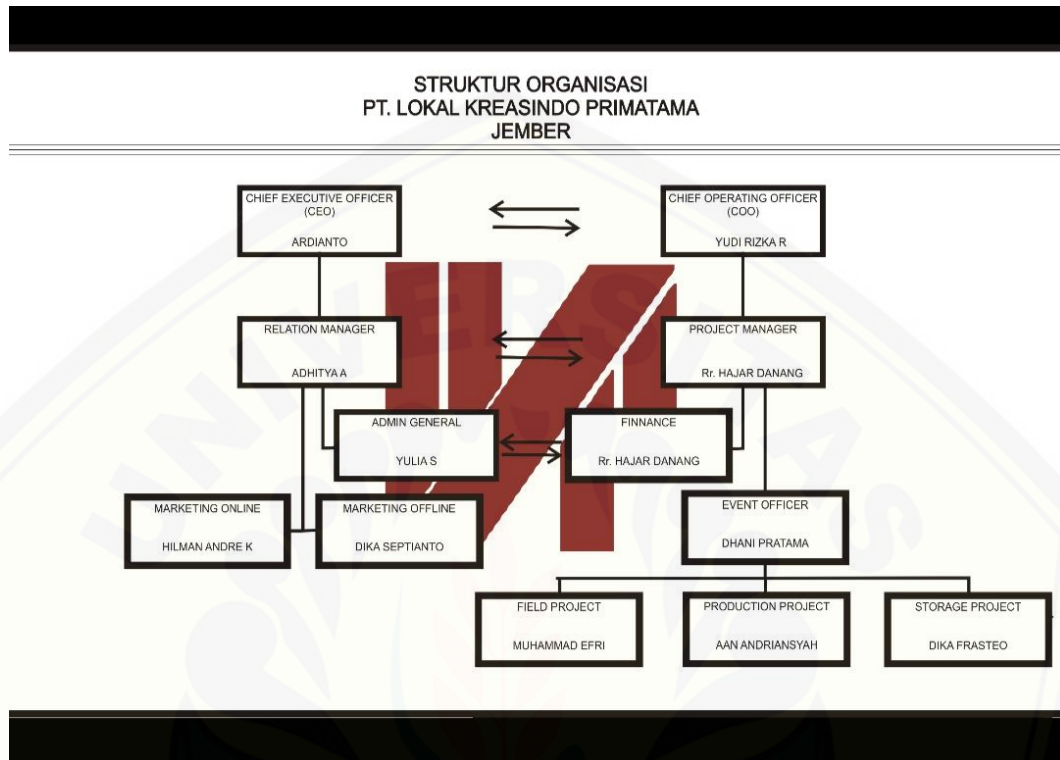 STRUKTUR ORGANISASI
PT. LOKAL KREASINDO PRIMATAMA
JEMBER
CHIEF EXECUTIVE OFFICER
(CEO)
ARDIANTO
CHIEF OPERATING OFFICER
(COO)
YUDI RIZKA R
RELATION MANAGER
ADHITYA A
PROJECT MANAGER
Rr. HAJAR DANANG
ADMIN GENERAL
YULIA S
FINNANCE
Rr. HAJAR DANANG
MARKETING ONLINE
HILMAN ANDRE K
MARKETING OFFLINE
DIKA SEPTIANTO
EVENT OFFICER
DHANI PRATAMA
FIELD PROJECT
MUHAMMAD EFRI
PRODUCTION PROJECT
AAN ANDRIANSYAH
STORAGE PROJECT
DIKA FRASTEO
UNIVERSITAS